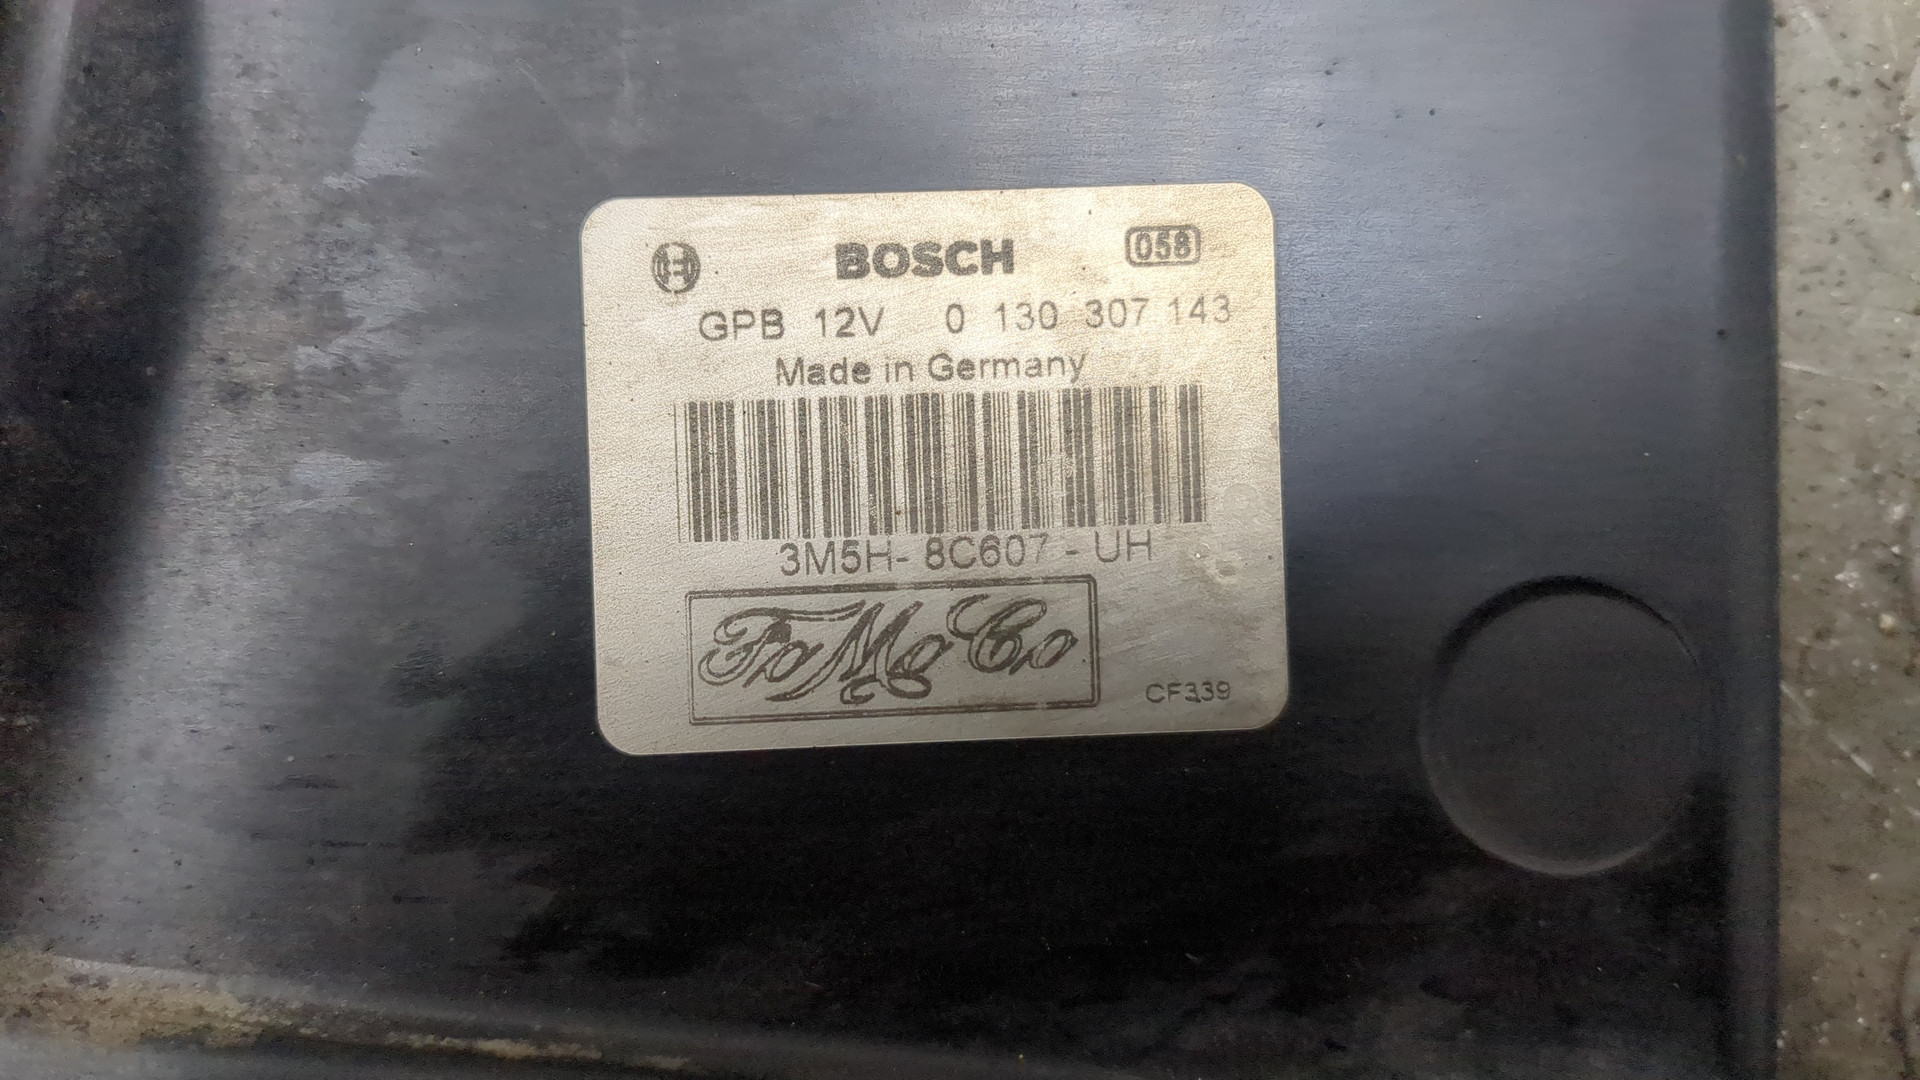 BOSCH 058
GPB 12V 0 130 307 143
Made in Germany
3M5H- 8C607 - UH
FoMoCo
CF339